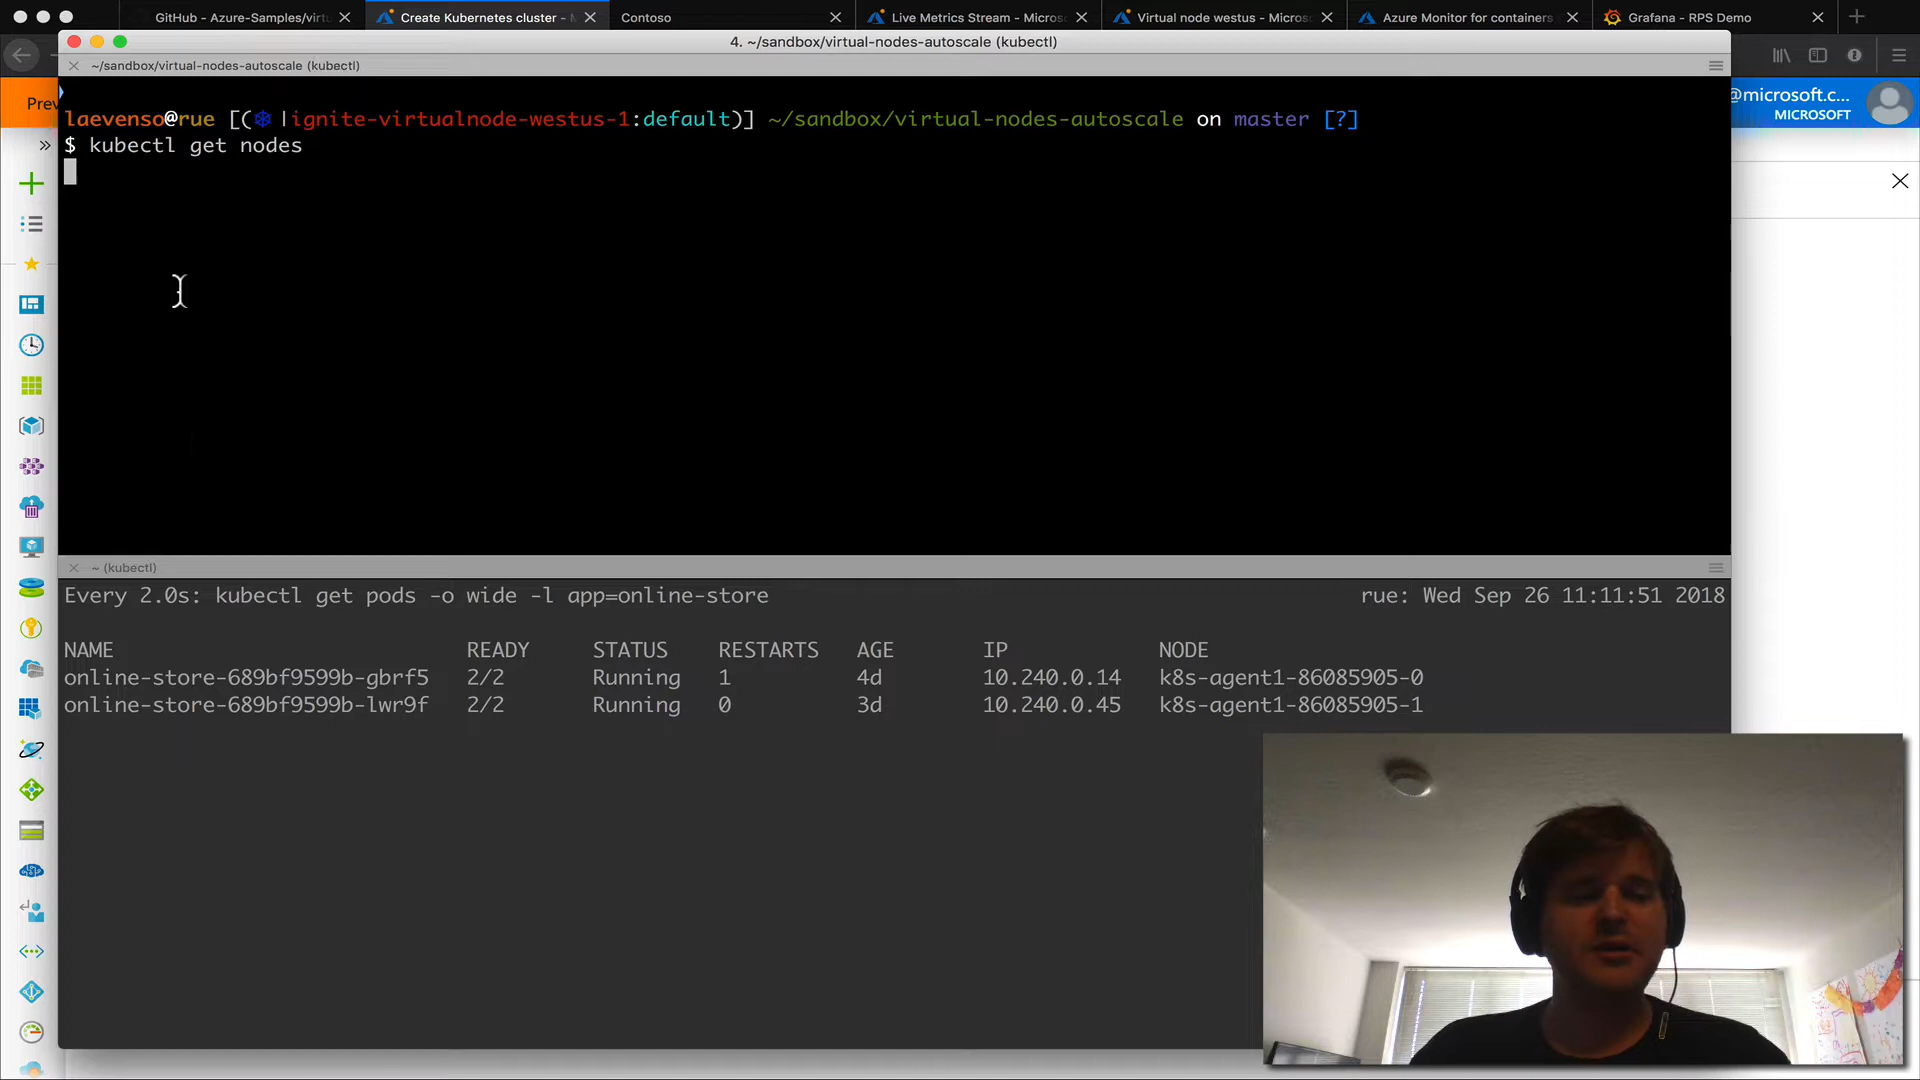 GitHub - Azure-Samples/virtu
Create Kubernetes cluster - M
Contoso
Live Metrics Stream - Micros
Virtual node westus - Micros
Azure Monitor for containers
Grafana - RPS Demo
4. ~/sandbox/virtual-nodes-autoscale (kubectl)
~/sandbox/virtual-nodes-autoscale (kubectl)
Prev
@microsoft.c...
MICROSOFT
laevenso@rue [(⎈ |ignite-virtualnode-westus-1:default)] ~/sandbox/virtual-nodes-autoscale on master [?]
$ kubectl get nodes
~ (kubectl)
Every 2.0s: kubectl get pods -o wide -l app=online-store rue: Wed Sep 26 11:11:51 2018
NAME READY STATUS RESTARTS AGE IP NODE
online-store-689bf9599b-gbrf5 2/2 Running 1 4d 10.240.0.14 k8s-agent1-86085905-0
online-store-689bf9599b-lwr9f 2/2 Running 0 3d 10.240.0.45 k8s-agent1-86085905-1